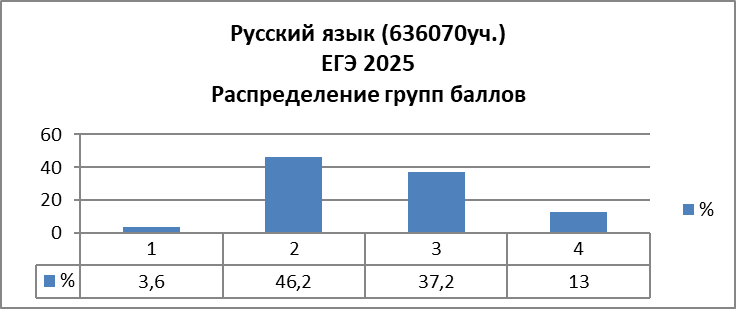 Русский язык (636070уч.)
ЕГЭ 2025
Распределение групп баллов
60
40
20
0
%
1 2 3 4
% 3,6 46,2 37,2 13